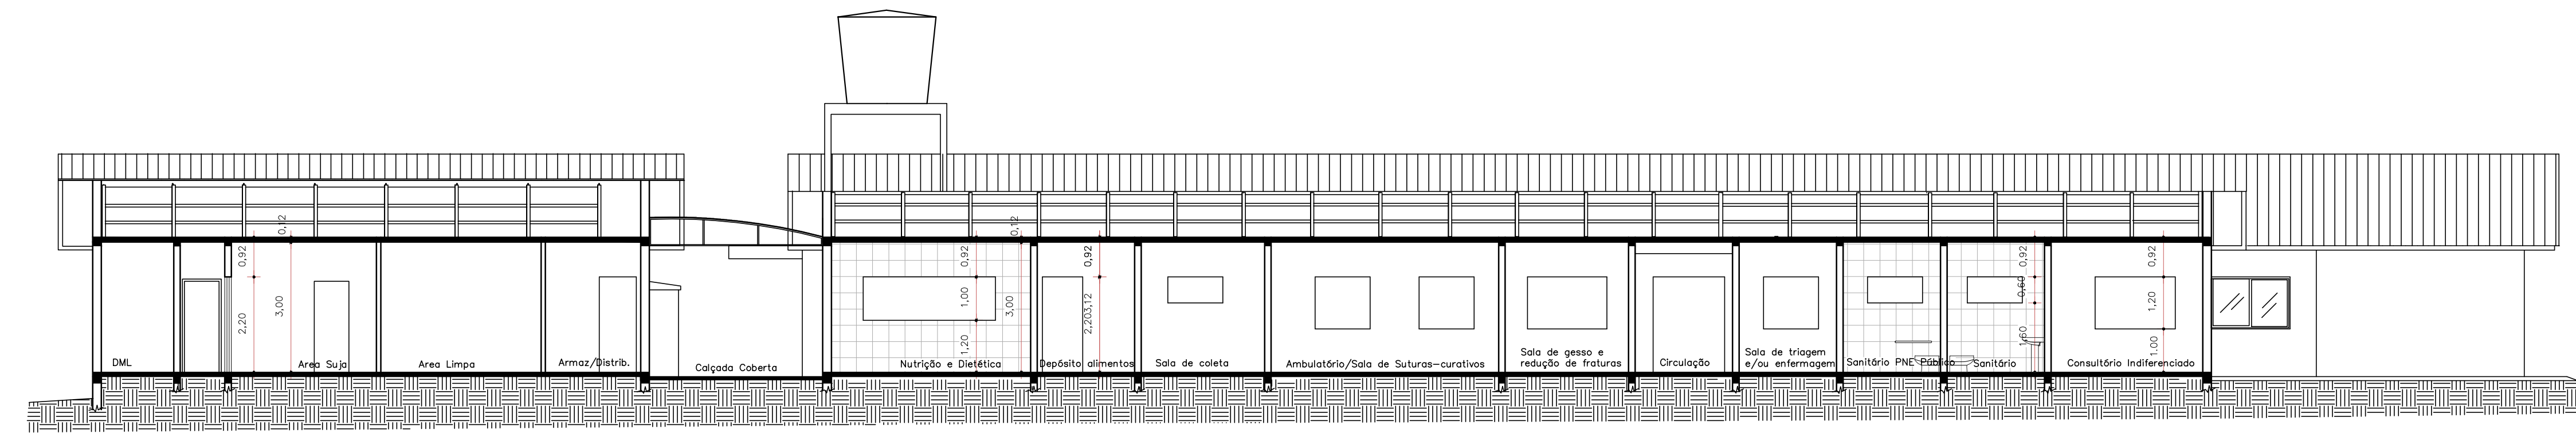 0,12
0,92
3,00
2,20
DML
Area Suja
Area Limpa
Armaz/Distrib.
Calçada Coberta
0,12
0,92
1,00
3,00
1,20
Nutrição e Dietética
0,92
2,20
3,12
Depósito alimentos
Sala de coleta
Ambulatório/Sala de Suturas-curativos
Sala de gesso e
redução de fraturas
Circulação
Sala de triagem
e/ou enfermagem
Sanitário PNE Público
0,92
0,60
1,60
Sanitário
0,92
1,20
1,00
Consultório Indiferenciado